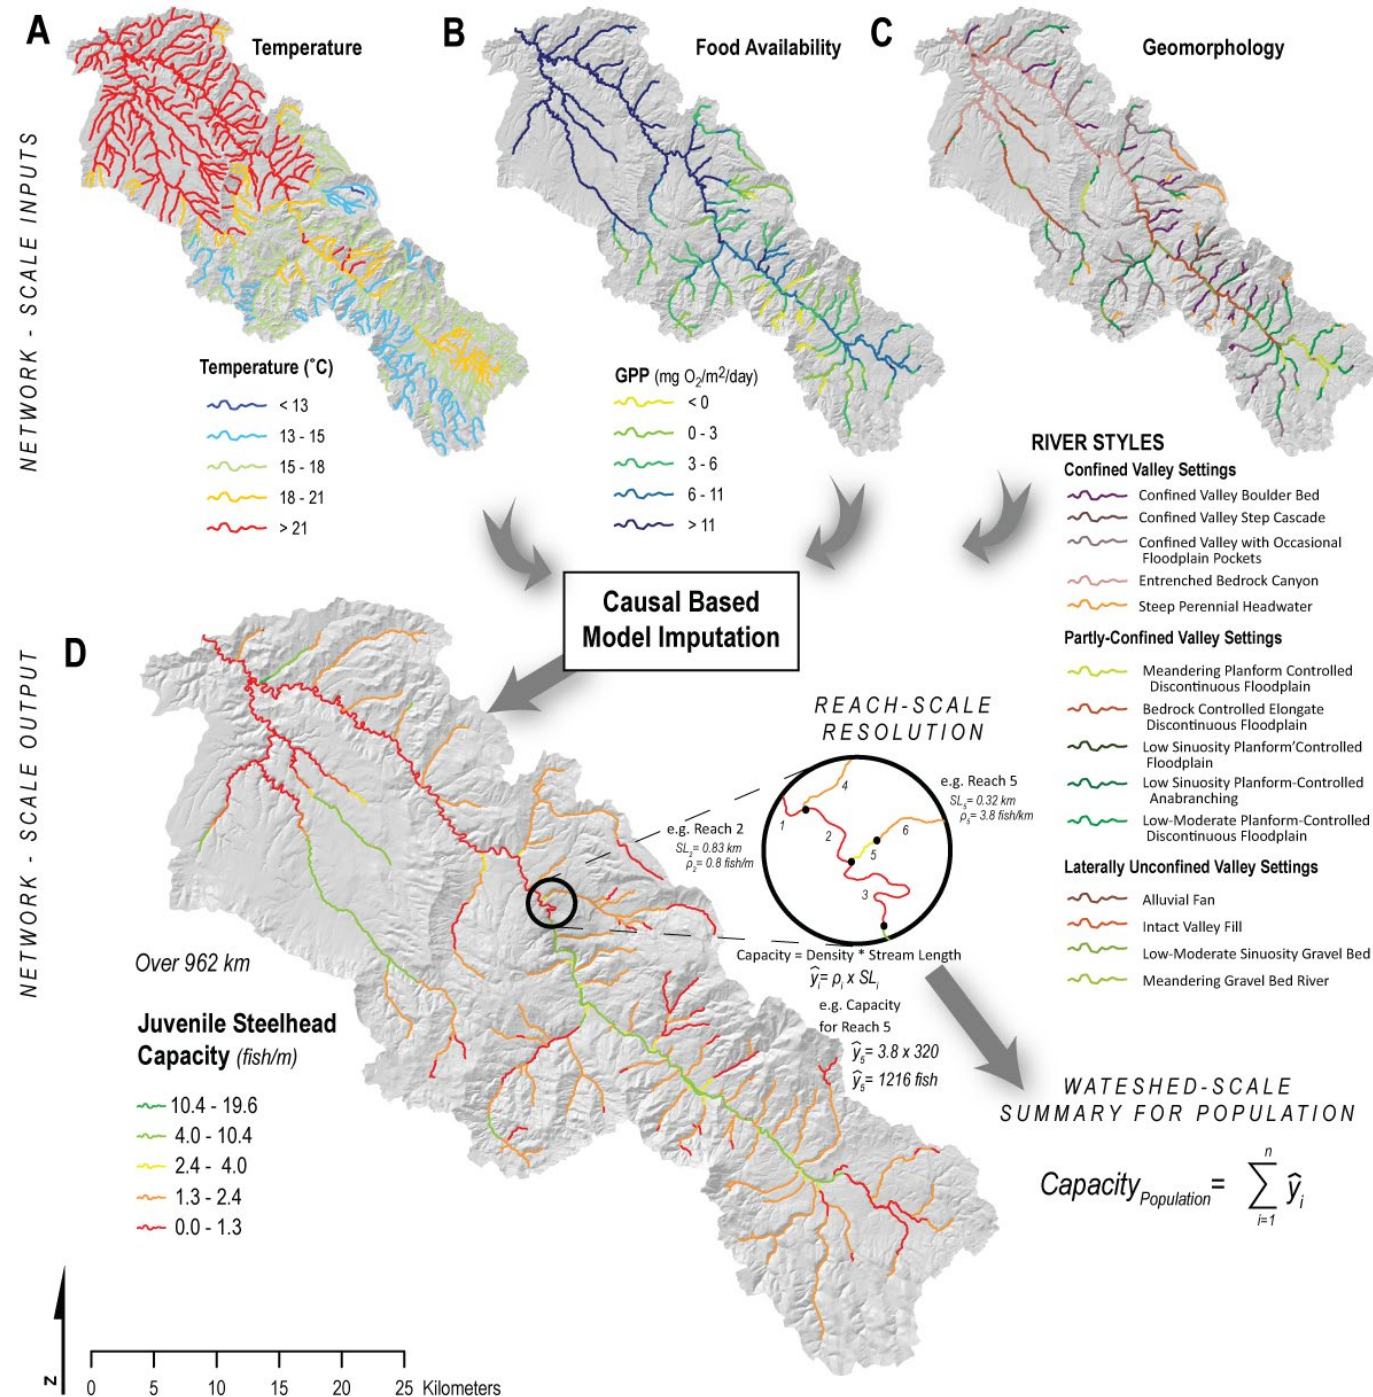 A
Temperature
B
Food Availability
C
Geomorphology
NETWORK - SCALE INPUTS
Temperature (˚C)
< 13
13 - 15
15 - 18
18 - 21
> 21
GPP (mg O₂/m²/day)
< 0
0 - 3
3 - 6
6 - 11
> 11
RIVER STYLES
Confined Valley Settings
Confined Valley Boulder Bed
Confined Valley Step Cascade
Confined Valley with Occasional
Floodplain Pockets
Entrenched Bedrock Canyon
Steep Perennial Headwater
Partly-Confined Valley Settings
Meandering Planform Controlled
Discontinuous Floodplain
Bedrock Controlled Elongate
Discontinuous Floodplain
Low Sinuosity Planform'Controlled
Floodplain
Low Sinuosity Planform-Controlled
Anabranching
Low-Moderate Platform-Controlled
Discontinuous Floodplain
Laterally Unconfined Valley Settings
Alluvial Fan
Intact Valley Fill
Low-Moderate Sinuosity Gravel Bed
Meandering Gravel Bed River
Causal Based
Model Imputation
D
NETWORK - SCALE OUTPUT
REACH-SCALE
RESOLUTION
e.g. Reach 2
SL₂= 0.83 km
ρ₂= 0.8 fish/m
e.g. Reach 5
SL₅= 0.32 km
ρ₅= 3.8 fish/km
1
2
3
4
5
6
Capacity = Density * Stream Length
ŷᵢ= ρᵢ x SLᵢ
e.g. Capacity
for Reach 5
ŷ₅= 3.8 x 320
ŷ₅= 1216 fish
Over 962 km
Juvenile Steelhead
Capacity (fish/m)
10.4 - 19.6
4.0 - 10.4
2.4 - 4.0
1.3 - 2.4
0.0 - 1.3
WATESHED-SCALE
SUMMARY FOR POPULATION
Capacity_Population = ∑ i=1 n ŷᵢ
N
0 5 10 15 20 25 Kilometers